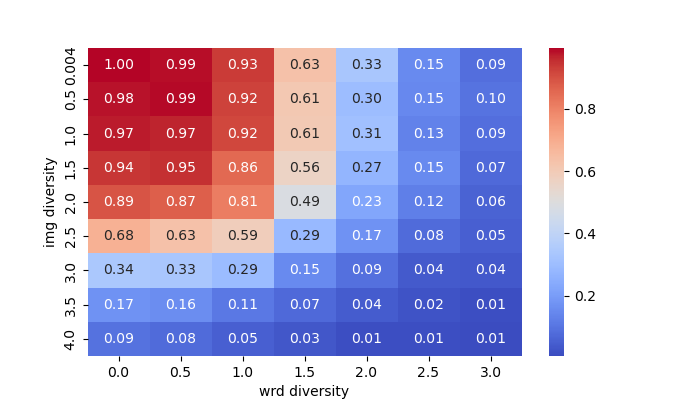 img diversity
0.004 1.00 0.99 0.93 0.63 0.33 0.15 0.09
0.5 0.98 0.99 0.92 0.61 0.30 0.15 0.10
1.0 0.97 0.97 0.92 0.61 0.31 0.13 0.09
1.5 0.94 0.95 0.86 0.56 0.27 0.15 0.07
2.0 0.89 0.87 0.81 0.49 0.23 0.12 0.06
2.5 0.68 0.63 0.59 0.29 0.17 0.08 0.05
3.0 0.34 0.33 0.29 0.15 0.09 0.04 0.04
3.5 0.17 0.16 0.11 0.07 0.04 0.02 0.01
4.0 0.09 0.08 0.05 0.03 0.01 0.01 0.01
0.0 0.5 1.0 1.5 2.0 2.5 3.0
wrd diversity
0.8
0.6
0.4
0.2